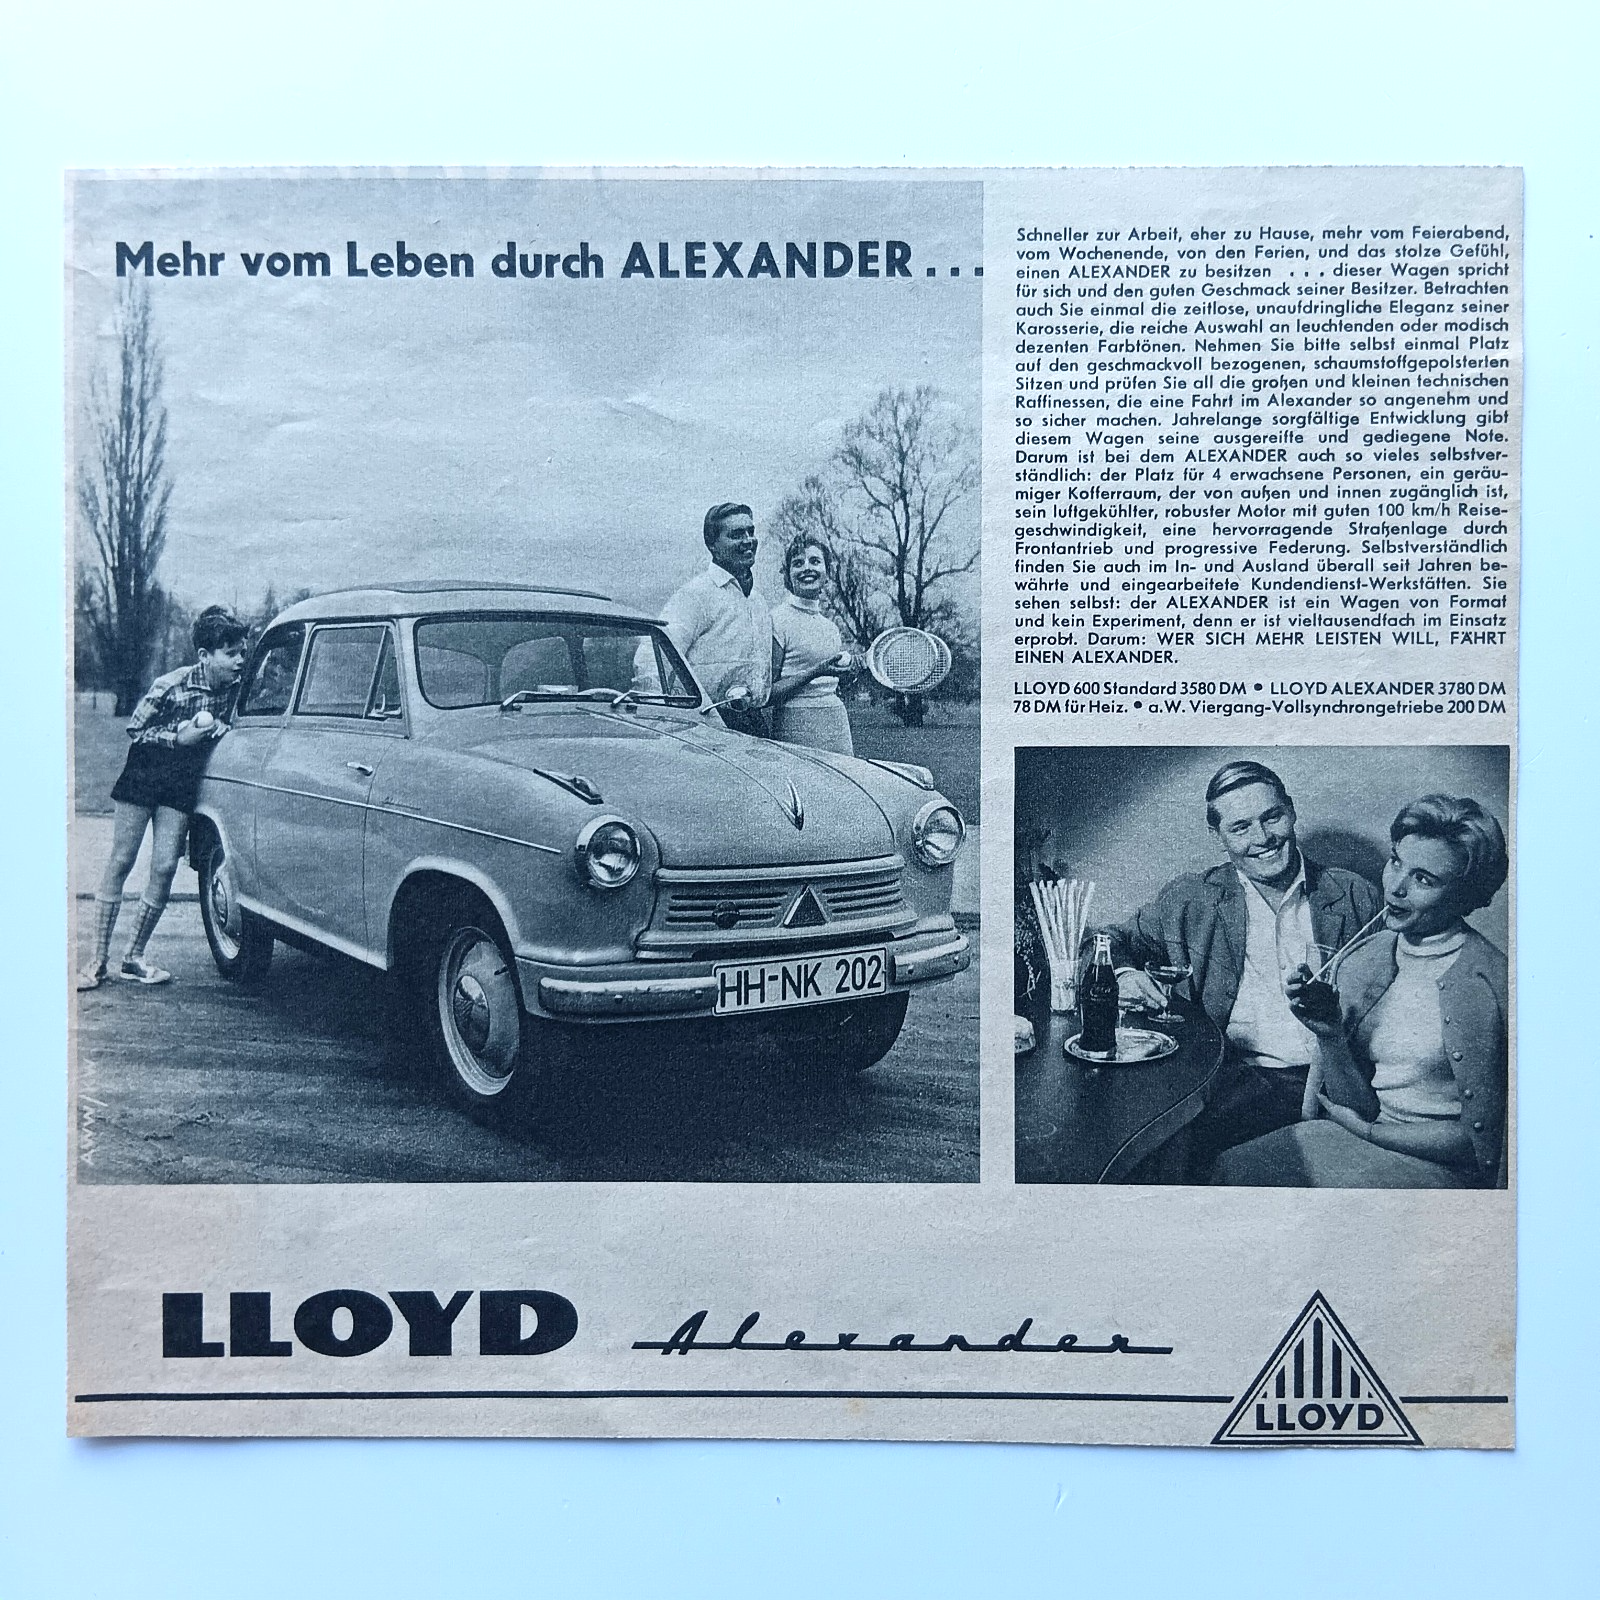 Mehr vom Leben durch ALEXANDER...
Schneller zur Arbeit, eher zu Hause, mehr vom Feierabend,
vom Wochenende, von den Ferien, und das stolze Gefühl,
einen ALEXANDER zu besitzen ... dieser Wagen spricht
für sich und den guten Geschmack seiner Besitzer. Betrachten
auch Sie einmal die zeitlose, unaufdringliche Eleganz seiner
Karosserie, die reiche Auswahl an leuchtenden oder modisch
dezenten Farbtönen. Nehmen Sie bitte selbst einmal Platz
auf den geschmackvoll bezogenen, schaumstoffgepolsterten
Sitzen und prüfen Sie all die großen und kleinen technischen
Raffinessen, die eine Fahrt im Alexander so angenehm und
so sicher machen. Jahrelange sorgfältige Entwicklung gibt
diesem Wagen seine ausgereifte und gediegene Note.
Darum ist bei dem ALEXANDER auch so vieles selbstver-
ständlich: der Platz für 4 erwachsene Personen, ein geräu-
miger Kofferraum, der von außen und innen zugänglich ist,
sein luftgekühlter, robuster Motor mit guten 100 km/h Reise-
geschwindigkeit, eine hervorragende Straßenlage durch
Frontantrieb und progressive Federung. Selbstverständlich
finden Sie auch im In- und Ausland überall seit Jahren be-
währte und eingearbeitete Kundendienst-Werkstätten. Sie
sehen selbst: der ALEXANDER ist ein Wagen von Format
und kein Experiment, denn er ist vieltausendfach im Einsatz
erprobt. Darum: WER SICH MEHR LEISTEN WILL, FÄHRT
EINEN ALEXANDER.
LLOYD 600 Standard 3580 DM • LLOYD ALEXANDER 3780 DM
78 DM für Heiz. • a.W. Viergang-Vollsynchrongetriebe 200 DM
HH-NK 202
AWW/KW
LLOYD Alexander
LLOYD